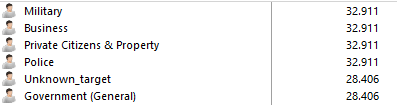 Military 32.911
Business 32.911
Private Citizens & Property 32.911
Police 32.911
Unknown_target 28.406
Government (General) 28.406